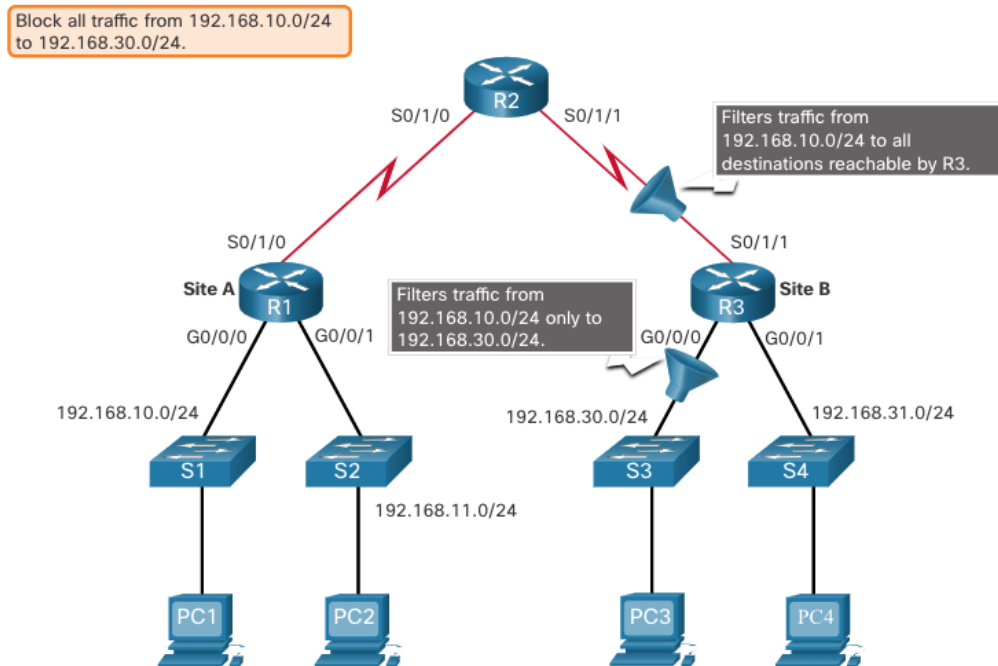 Block all traffic from 192.168.10.0/24
to 192.168.30.0/24.
R2
S0/1/0
S0/1/1
Filters traffic from
192.168.10.0/24 to all
destinations reachable by R3.
S0/1/0
S0/1/1
Site A
R1
Filters traffic from
192.168.10.0/24 only to
192.168.30.0/24.
R3
Site B
G0/0/0
G0/0/1
G0/0/0
G0/0/1
192.168.10.0/24
192.168.30.0/24
192.168.31.0/24
S1
S2
S3
S4
192.168.11.0/24
PC1
PC2
PC3
PC4